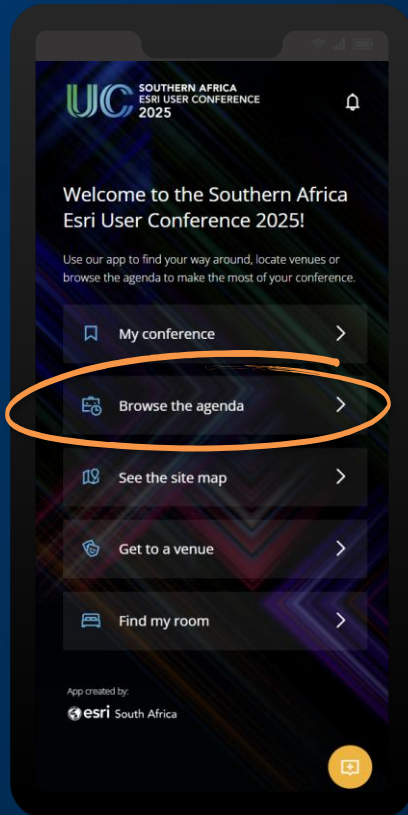 UC SOUTHERN AFRICA
ESRI USER CONFERENCE
2025
Welcome to the Southern Africa
Esri User Conference 2025!
Use our app to find your way around, locate venues or
browse the agenda to make the most of your conference.
My conference
Browse the agenda
See the site map
Get to a venue
Find my room
App created by:
esri South Africa